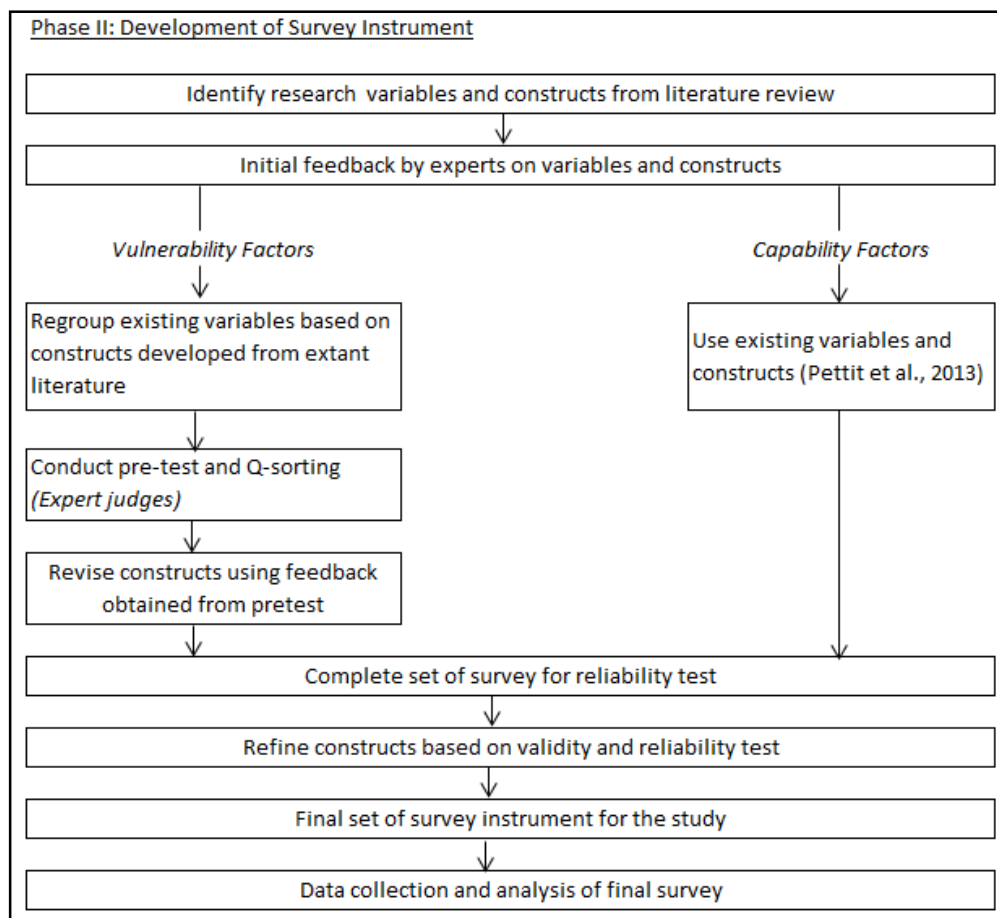 Phase II: Development of Survey Instrument
Identify research variables and constructs from literature review
Initial feedback by experts on variables and constructs
Vulnerability Factors
Capability Factors
Regroup existing variables based on
constructs developed from extant
literature
Use existing variables and
constructs (Pettit et al., 2013)
Conduct pre-test and Q-sorting
(Expert judges)
Revise constructs using feedback
obtained from pretest
Complete set of survey for reliability test
Refine constructs based on validity and reliability test
Final set of survey instrument for the study
Data collection and analysis of final survey